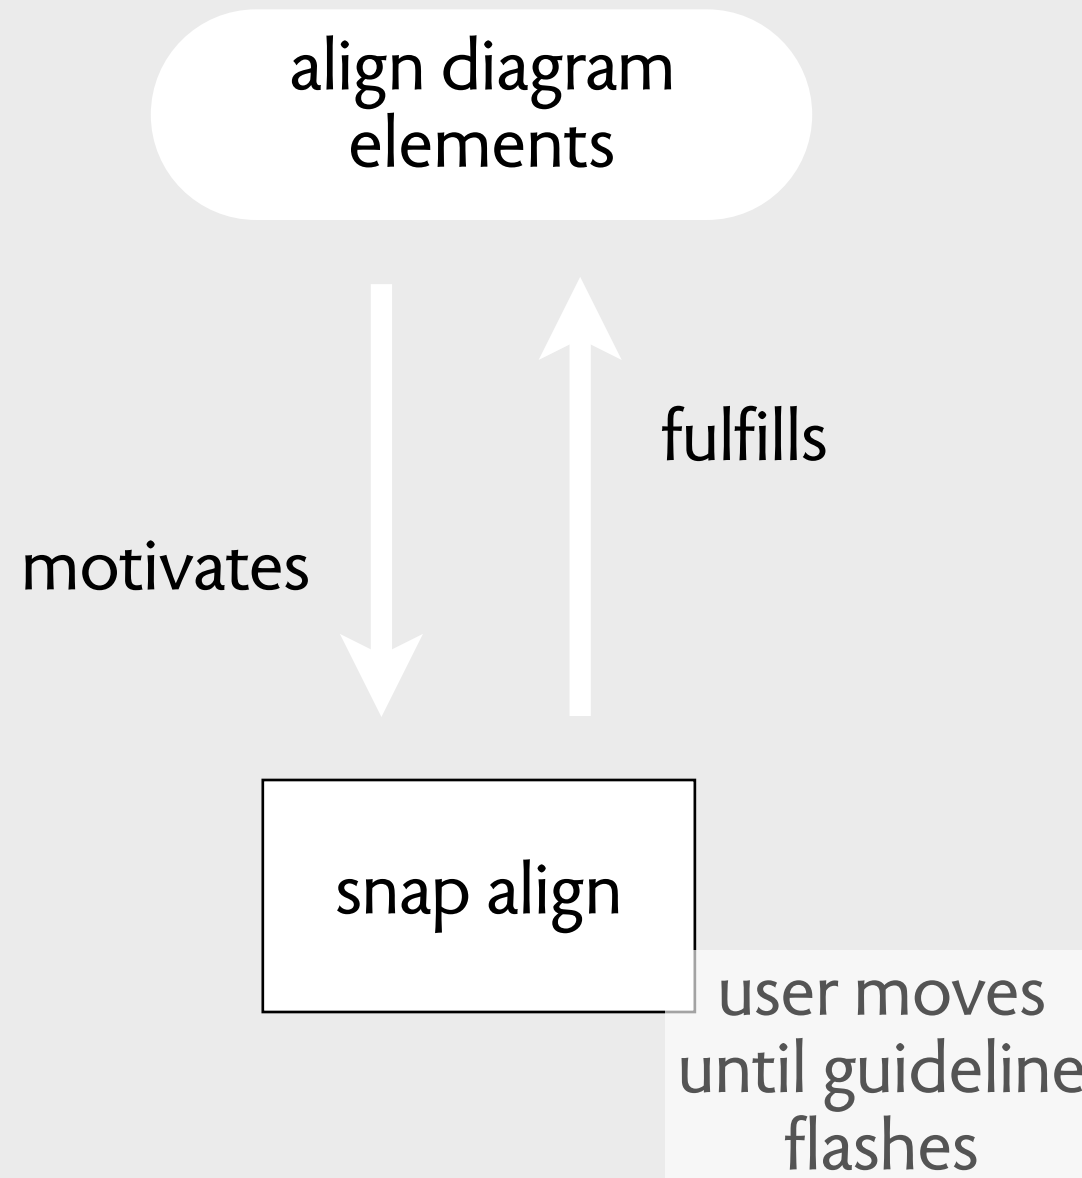 align diagram
elements
fulfills
motivates
snap align
user moves
until guideline
flashes